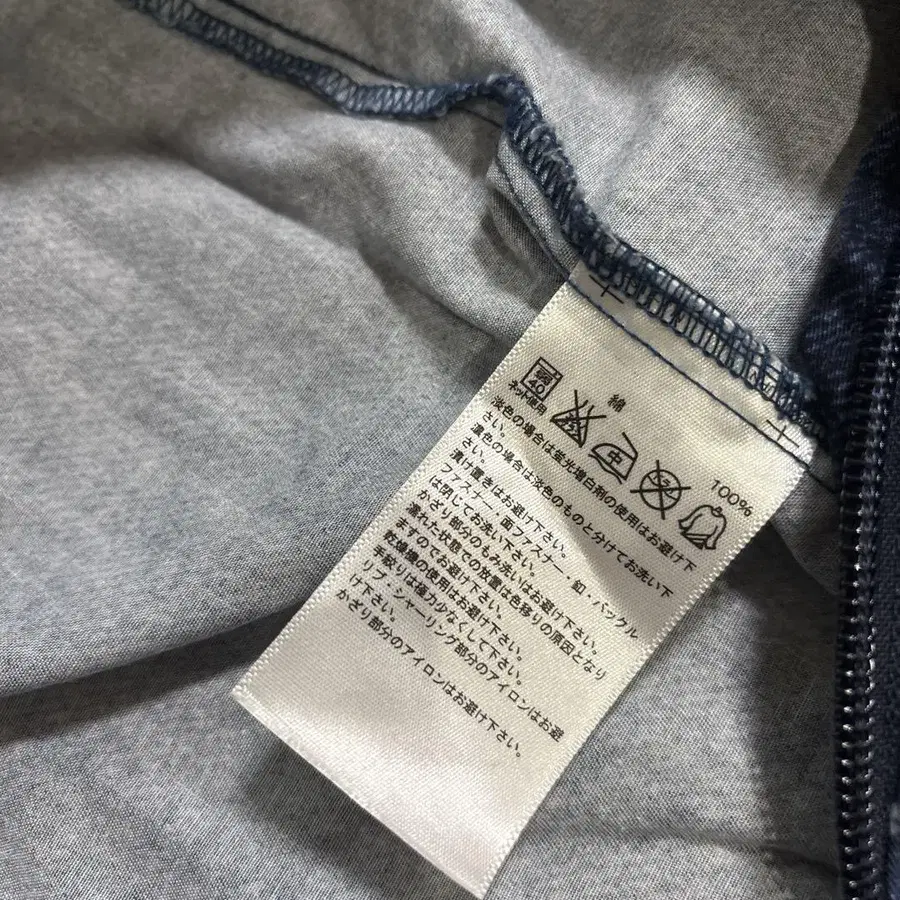 綿 100%
弱 40
ネット使用
中
淡色の場合は蛍光増白剤の使用はお避け下
さい。
濃色の場合は淡色のものと分けてお洗い下
さい。
漬け置きはお避け下さい。
ファスナー・面ファスナー・釦・バックル
は閉じてお洗い下さい。
かざり部分のもみ洗いはお避け下さい。
濡れた状態での放置は色移りの原因となり
ますのでお避け下さい。
乾燥機の使用はお避け下さい。
手絞りは極力少なくして下さい。
リブ・シャーリング部分のアイロンはお避
け下さい。
かざり部分のアイロンはお避け下さい。